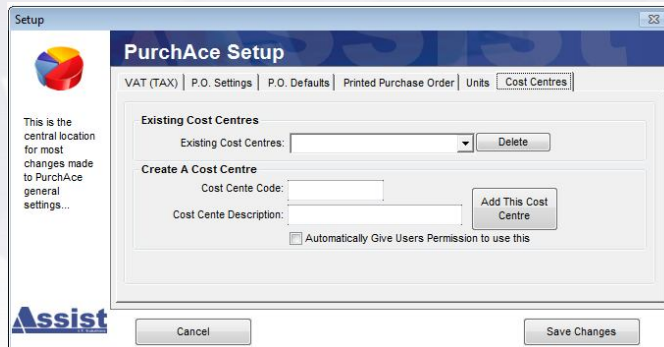 Setup
PurchAce Setup
VAT (TAX) P.O. Settings P.O. Defaults Printed Purchase Order Units Cost Centres
This is the
central location
for most
changes made
to PurchAce
general
settings...
Existing Cost Centres
Existing Cost Centres: Delete
Create A Cost Centre
Cost Cente Code:
Cost Cente Description:
Add This Cost
Centre
Automatically Give Users Permission to use this
Assist
Cancel
Save Changes